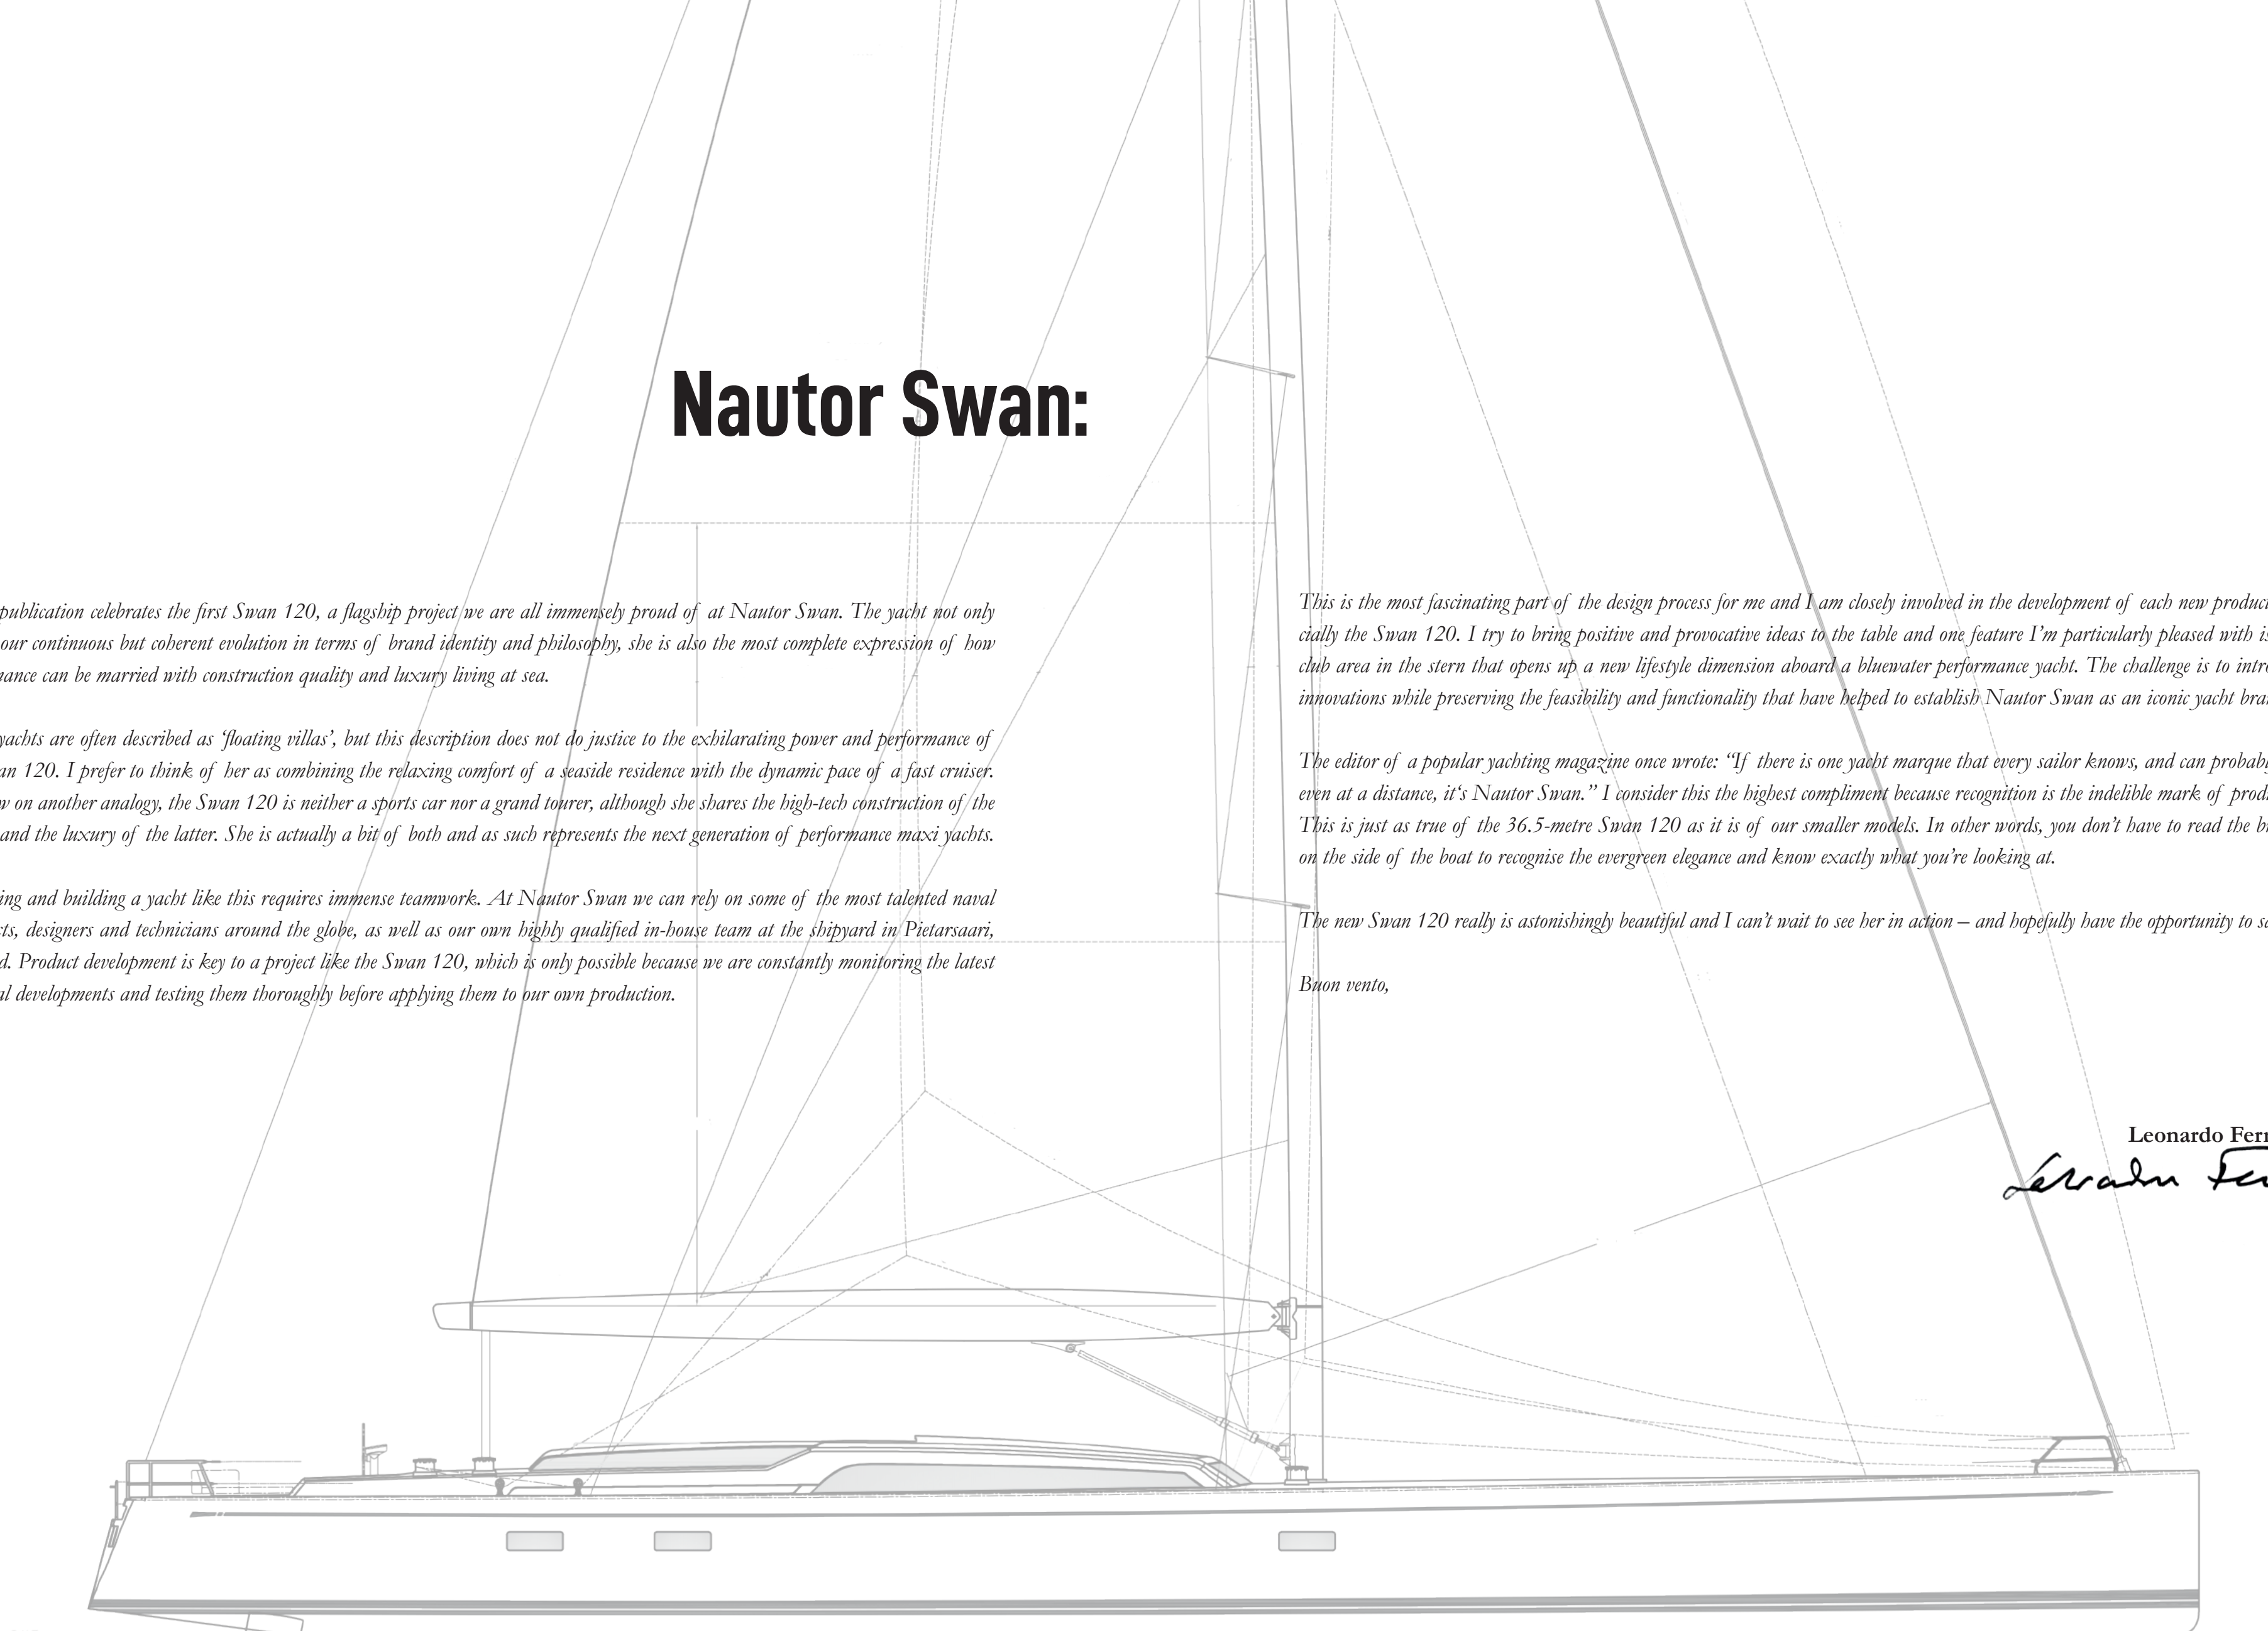 Nautor Swan:
publication celebrates the first Swan 120, a flagship project we are all immensely proud of at Nautor Swan. The yacht not only
our continuous but coherent evolution in terms of brand identity and philosophy, she is also the most complete expression of how
can be married with construction quality and luxury living at sea.
yachts are often described as ‘floating villas’, but this description does not do justice to the exhilarating power and performance of
120. I prefer to think of her as combining the relaxing comfort of a seaside residence with the dynamic pace of a fast cruiser.
on another analogy, the Swan 120 is neither a sports car nor a grand tourer, although she shares the high-tech construction of the
and the luxury of the latter. She is actually a bit of both and as such represents the next generation of performance maxi yachts.
and building a yacht like this requires immense teamwork. At Nautor Swan we can rely on some of the most talented naval
designers and technicians around the globe, as well as our own highly qualified in-house team at the shipyard in Pietarsaari,
Product development is key to a project like the Swan 120, which is only possible because we are constantly monitoring the latest
developments and testing them thoroughly before applying them to our own production.
This is the most fascinating part of the design process for me and I am closely involved in the development of each new product
cially the Swan 120. I try to bring positive and provocative ideas to the table and one feature I’m particularly pleased with is
club area in the stern that opens up a new lifestyle dimension aboard a bluewater performance yacht. The challenge is to
innovations while preserving the feasibility and functionality that have helped to establish Nautor Swan as an iconic yacht
The editor of a popular yachting magazine once wrote: “If there is one yacht marque that every sailor knows, and can
even at a distance, it‘s Nautor Swan.” I consider this the highest compliment because recognition is the indelible mark of
This is just as true of the 36.5-metre Swan 120 as it is of our smaller models. In other words, you don’t have to read the
on the side of the boat to recognise the evergreen elegance and know exactly what you’re looking at.
The new Swan 120 really is astonishingly beautiful and I can’t wait to see her in action – and hopefully have the opportunity to
Buon vento,
Leonardo